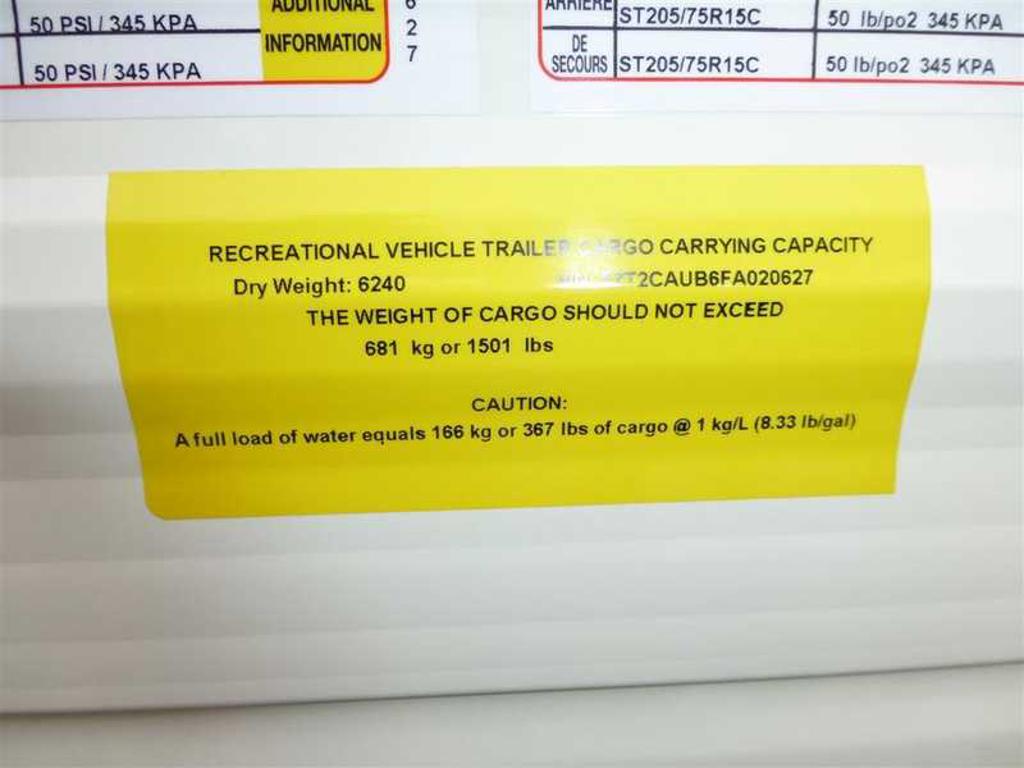 50 PSI / 345 KPA
50 PSI / 345 KPA
ADDITIONAL
INFORMATION
6
2
7
ARRIÈRE ST205/75R15C 50 lb/po2 345 KPA
DE
SECOURS ST205/75R15C 50 lb/po2 345 KPA
RECREATIONAL VEHICLE TRAILER CARGO CARRYING CAPACITY
Dry Weight: 6240
THE WEIGHT OF CARGO SHOULD NOT EXCEED
681 kg or 1501 lbs
CAUTION:
A full load of water equals 166 kg or 367 lbs of cargo @ 1 kg/L (8.33 lb/gal)